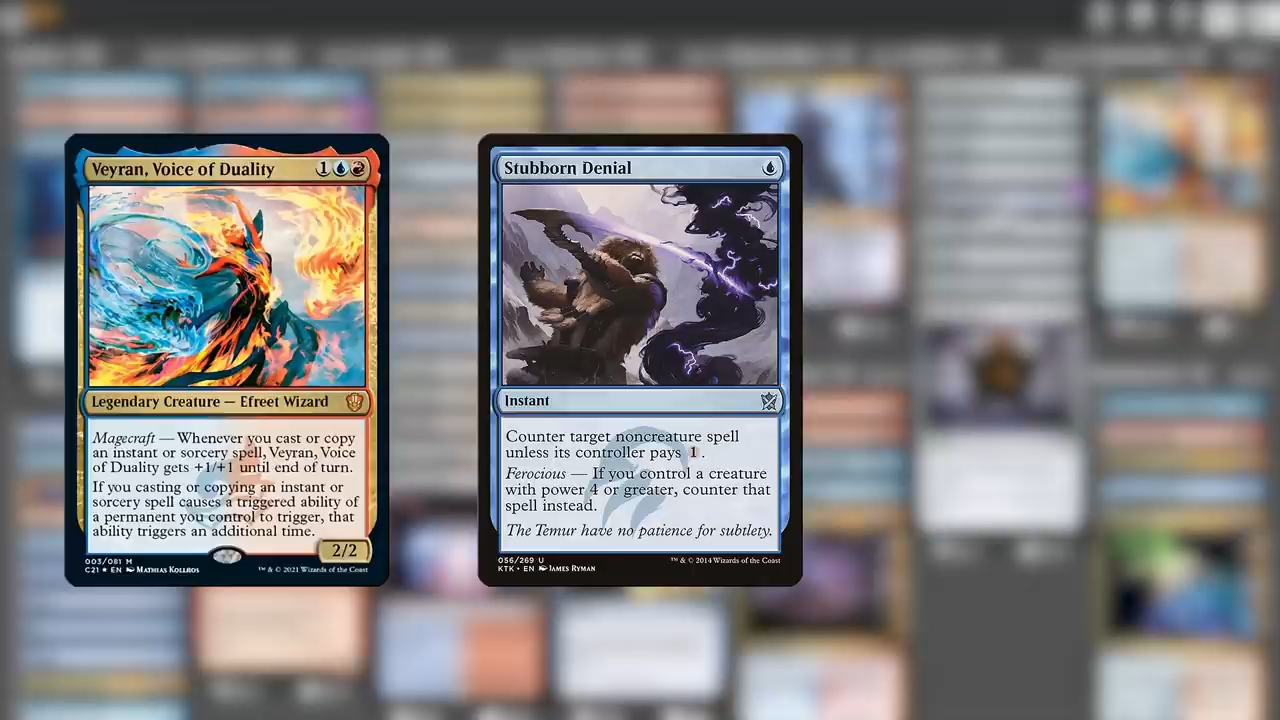 Veyran, Voice of Duality 1
Legendary Creature — Efreet Wizard
Magecraft — Whenever you cast or copy
an instant or sorcery spell, Veyran, Voice
of Duality gets +1/+1 until end of turn.
If you casting or copying an instant or
sorcery spell causes a triggered ability of
a permanent you control to trigger, that
ability triggers an additional time.
2/2
003/081 M
C21 ★ EN Mathias Kollros
™ & © 2021 Wizards of the Coast
Stubborn Denial
Instant
Counter target noncreature spell
unless its controller pays 1.
Ferocious — If you control a creature
with power 4 or greater, counter that
spell instead.
The Temur have no patience for subtlety.
056/269 U
KTK • EN James Ryman
™ & © 2014 Wizards of the Coast